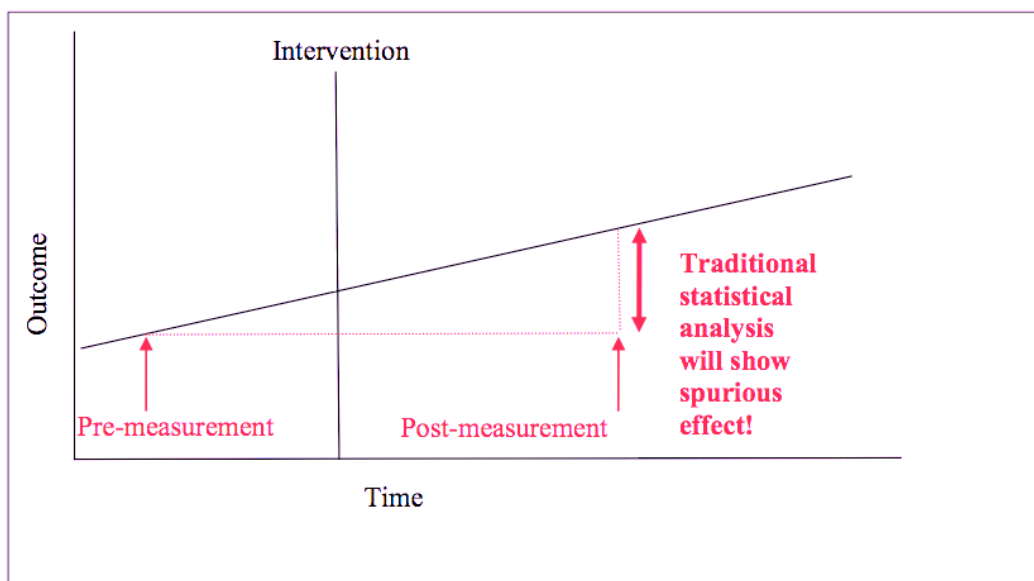 Intervention
Outcome
Traditional
statistical
analysis
will show
spurious
effect!
Pre-measurement
Post-measurement
Time